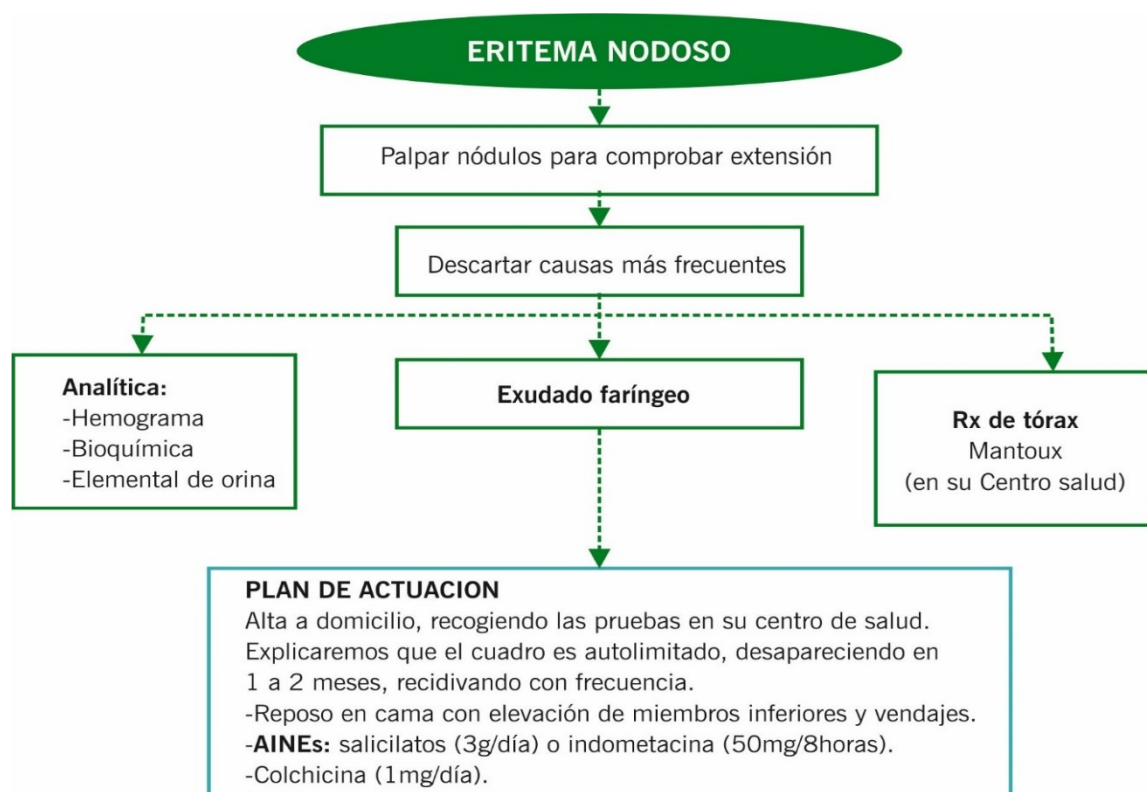 ERITEMA NODOSO
Palpar nódulos para comprobar extensión
Descartar causas más frecuentes
Analítica:
-Hemograma
-Bioquímica
-Elemental de orina
Exudado faríngeo
Rx de tórax
Mantoux
(en su Centro salud)
PLAN DE ACTUACION
Alta a domicilio, recogiendo las pruebas en su centro de salud.
Explicaremos que el cuadro es autolimitado, desapareciendo en
1 a 2 meses, recidivando con frecuencia.
-Reposo en cama con elevación de miembros inferiores y vendajes.
-AINEs: salicilatos (3g/día) o indometacina (50mg/8horas).
-Colchicina (1mg/día).